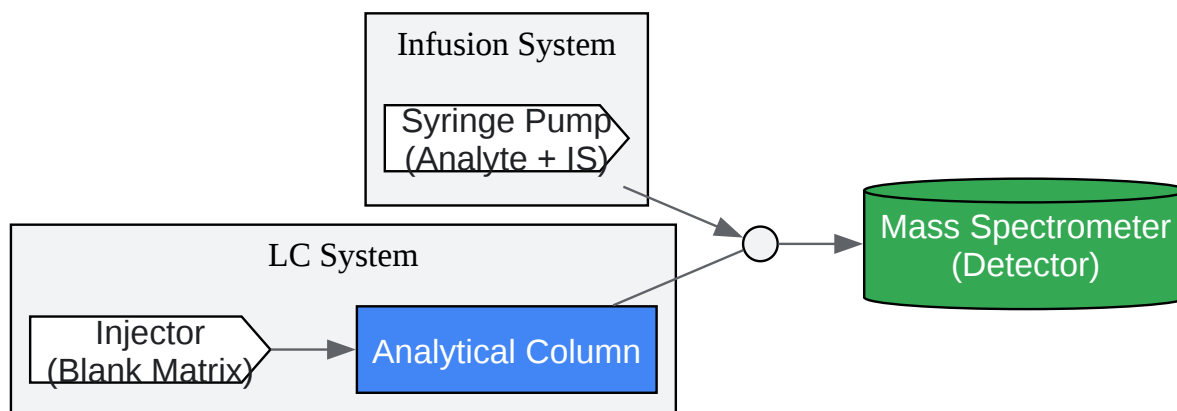 Infusion System
Syringe Pump
(Analyte + IS)
LC System
Injector
(Blank Matrix)
Analytical Column
Mass Spectrometer
(Detector)